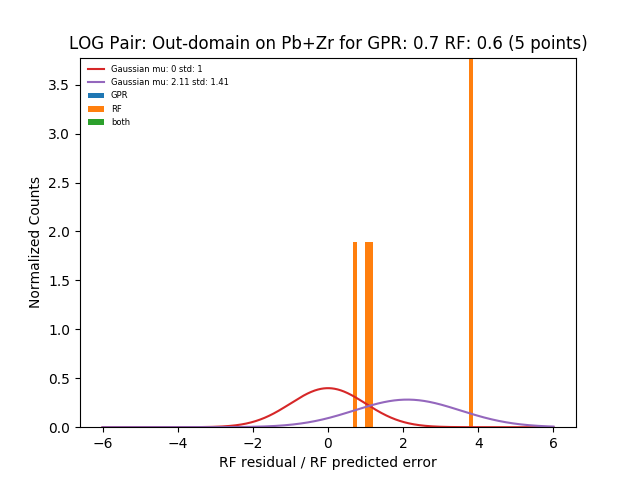 LOG Pair: Out-domain on Pb+Zr for GPR: 0.7 RF: 0.6 (5 points)
Gaussian mu: 0 std: 1
Gaussian mu: 2.11 std: 1.41
GPR
RF
both
Normalized Counts
3.5
3.0
2.5
2.0
1.5
1.0
0.5
0.0
−6 −4 −2 0 2 4 6
RF residual / RF predicted error